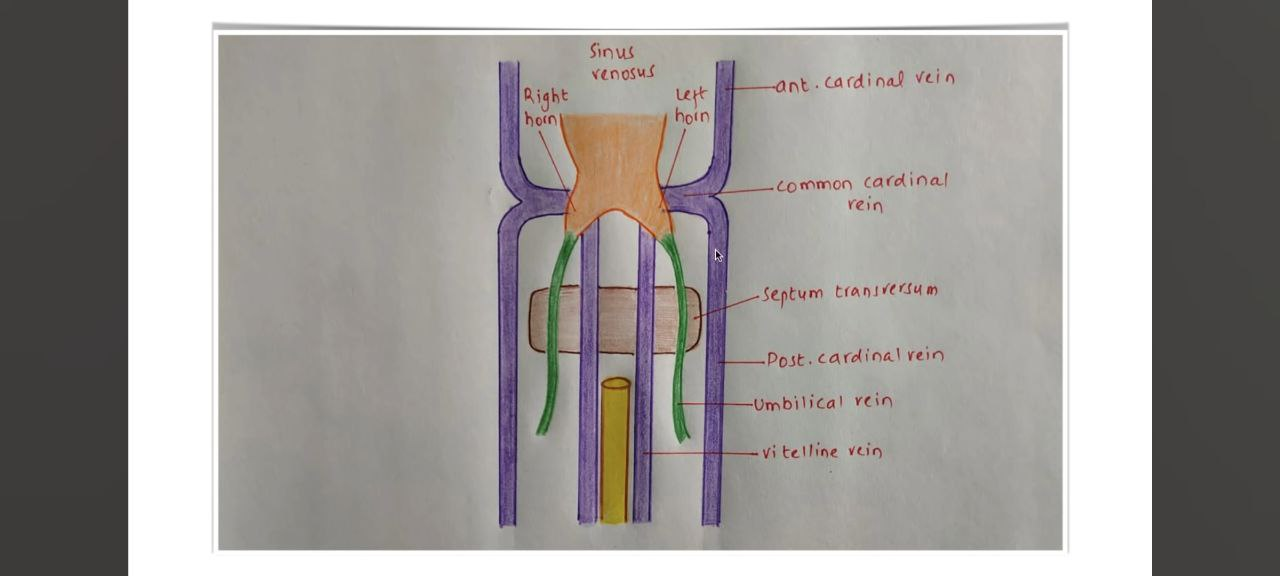 Sinus
venosus
Right
horn
Left
horn
ant. cardinal vein
common cardinal
vein
Septum transversum
Post. cardinal vein
Umbilical vein
vitelline vein